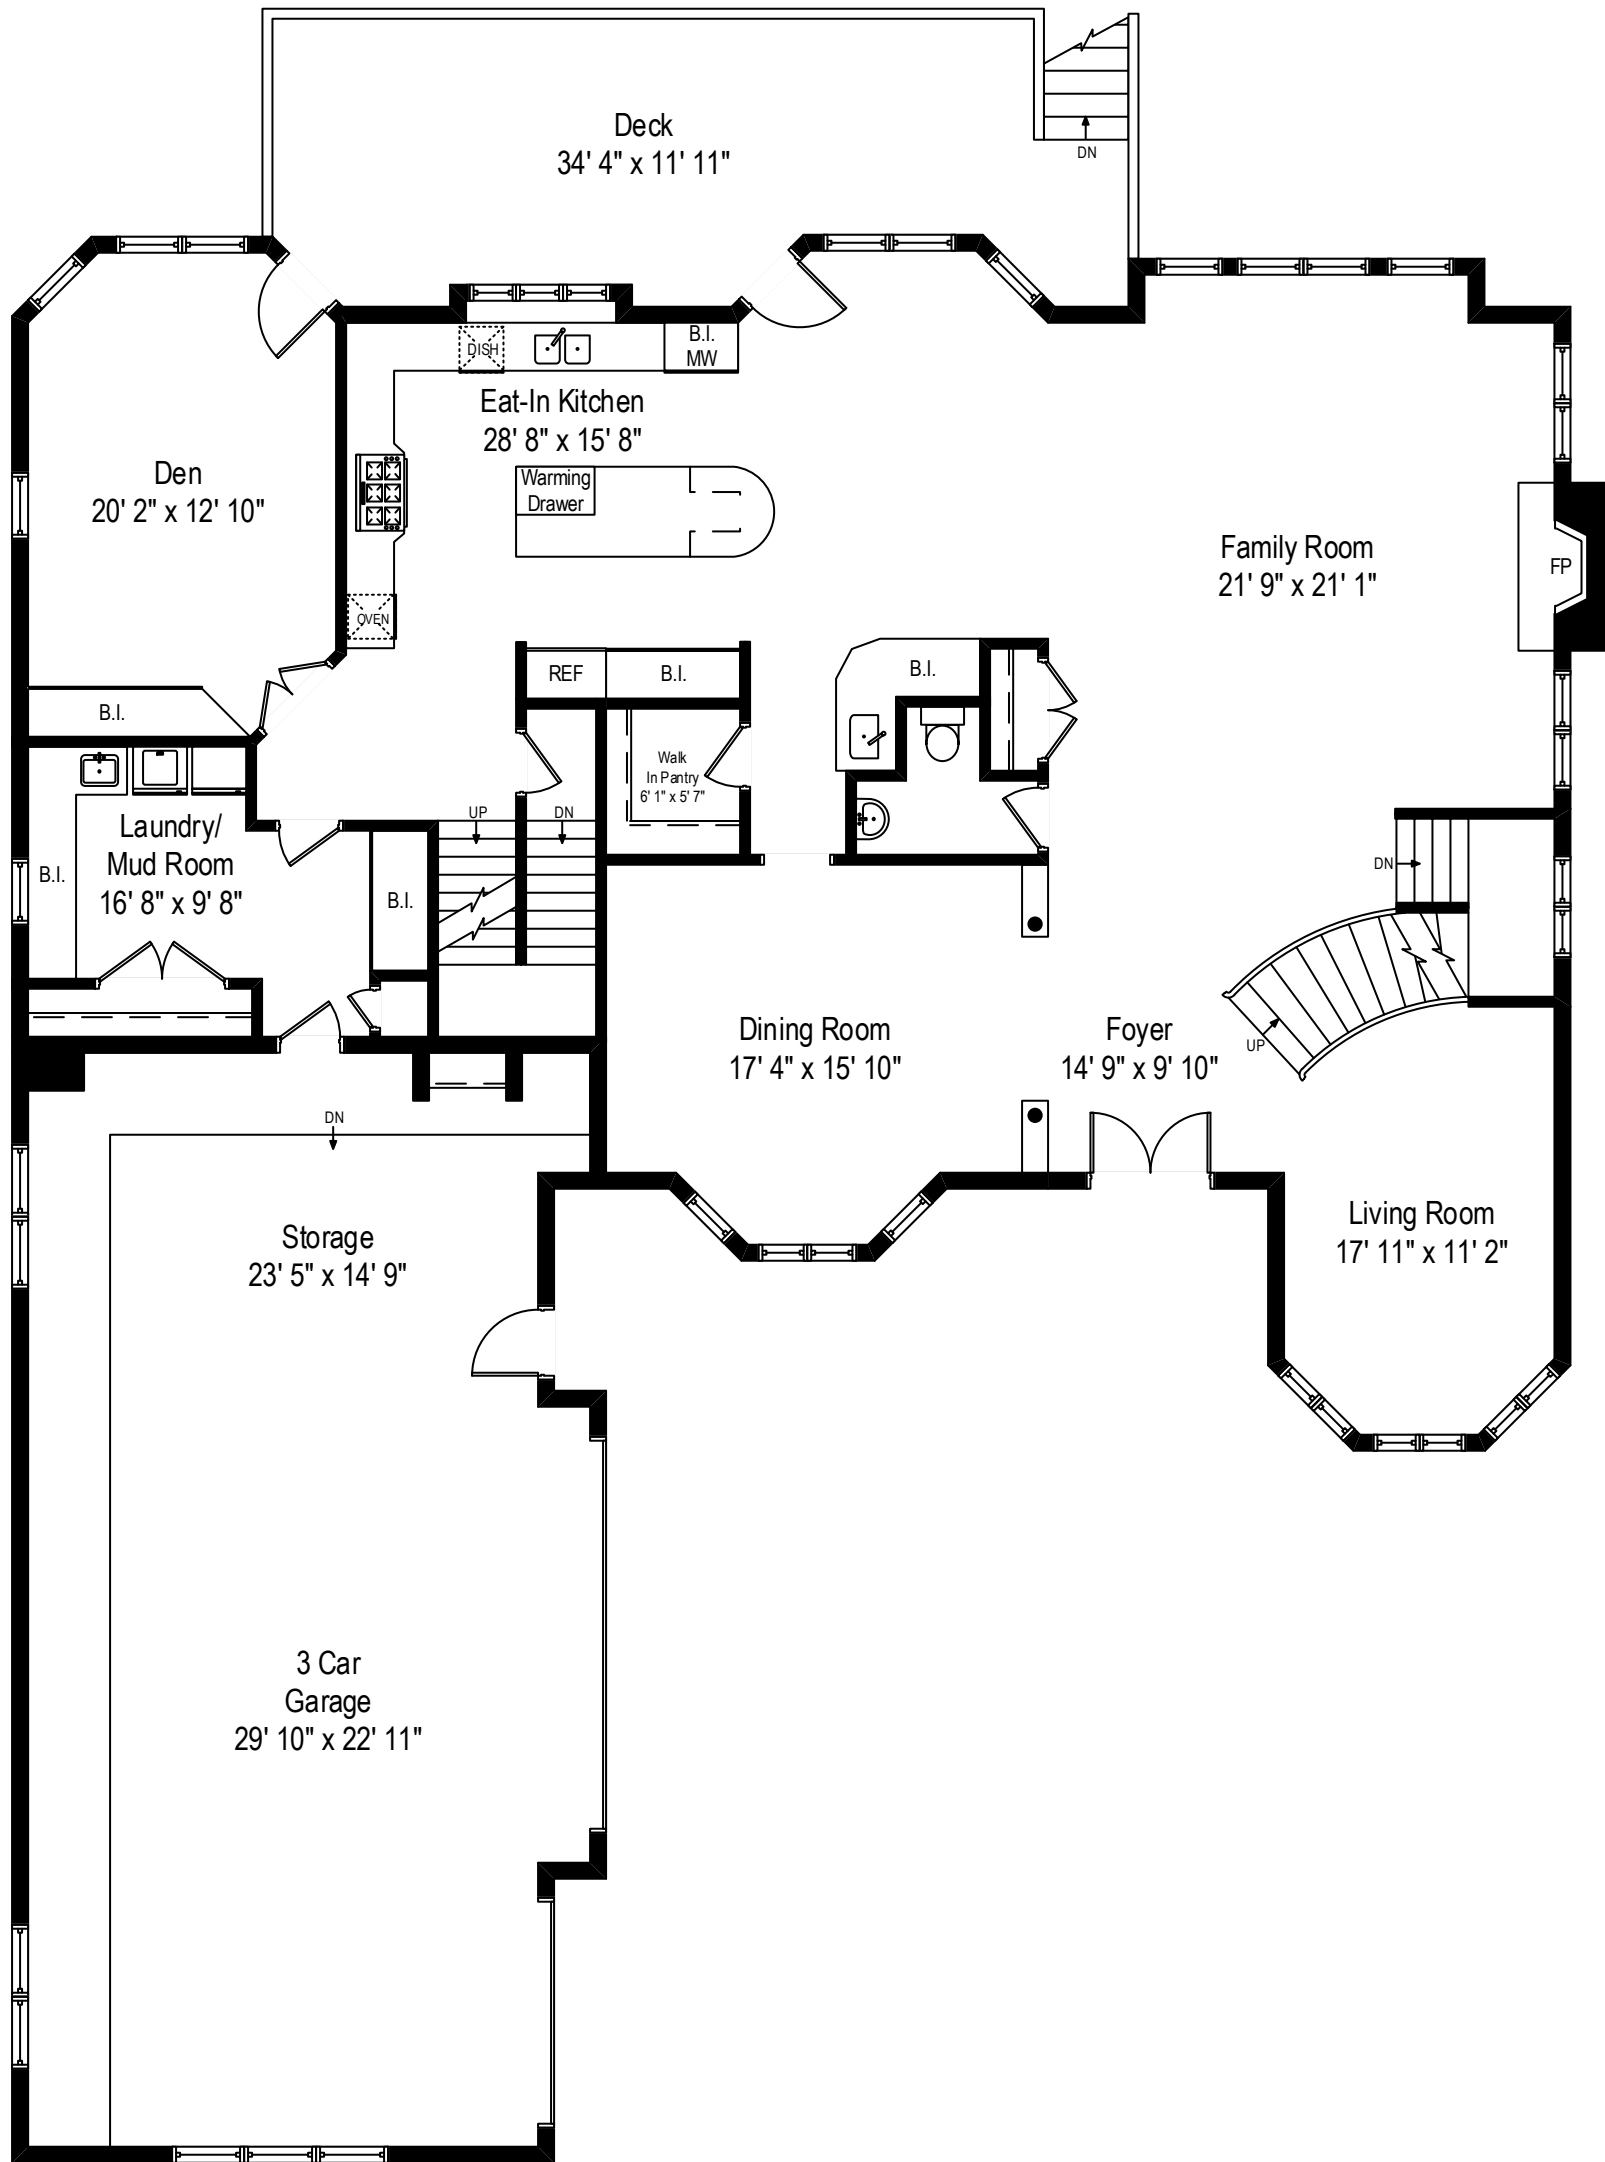 Deck
34' 4" x 11' 11"
DN
DISH
B.I.
MW
Eat-In Kitchen
28' 8" x 15' 8"
Warming
Drawer
Den
20' 2" x 12' 10"
Family Room
21' 9" x 21' 1"
FP
OVEN
REF
B.I.
B.I.
B.I.
Walk
In Pantry
6' 1" x 5' 7"
UP
DN
Laundry/
Mud Room
16' 8" x 9' 8"
B.I.
B.I.
DN
Dining Room
17' 4" x 15' 10"
Foyer
14' 9" x 9' 10"
UP
DN
Storage
23' 5" x 14' 9"
Living Room
17' 11" x 11' 2"
3 Car
Garage
29' 10" x 22' 11"